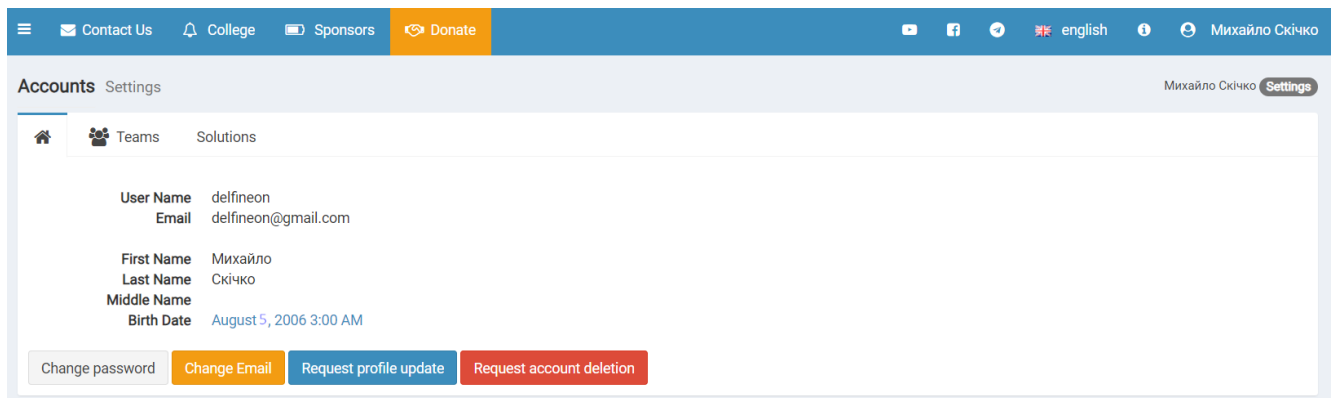 Contact Us College Sponsors Donate english Михайло Скічко
Accounts Settings Михайло Скічко Settings
Teams Solutions
User Name delfineon
Email delfineon@gmail.com
First Name Михайло
Last Name Скічко
Middle Name
Birth Date August 5, 2006 3:00 AM
Change password Change Email Request profile update Request account deletion